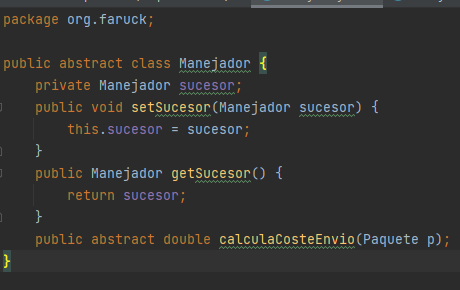 package org.faruck;
public abstract class Manejador {
private Manejador sucesor;
public void setSucesor(Manejador sucesor) {
this.sucesor = sucesor;
}
public Manejador getSucesor() {
return sucesor;
}
public abstract double calculaCosteEnvio(Paquete p);
}